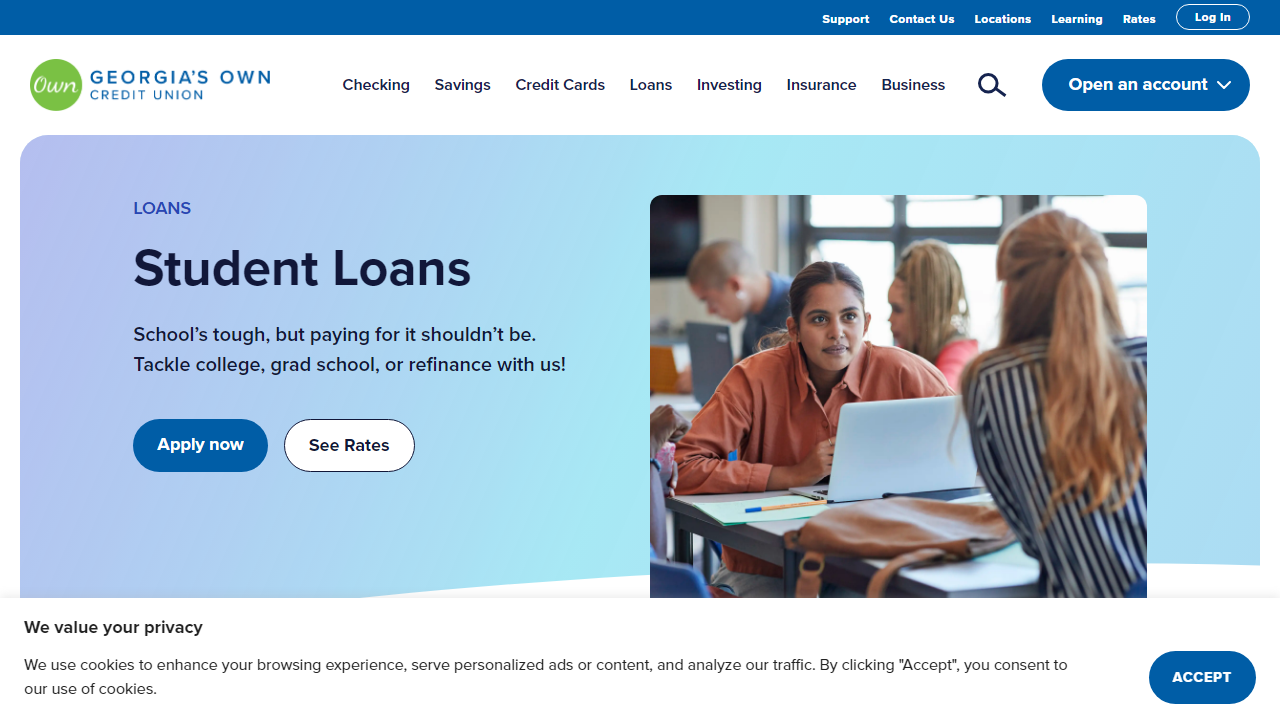 Support Contact Us Locations Learning Rates Log In
Own GEORGIA'S OWN
CREDIT UNION
Checking Savings Credit Cards Loans Investing Insurance Business Open an account
LOANS
Student Loans
School’s tough, but paying for it shouldn’t be.
Tackle college, grad school, or refinance with us!
Apply now See Rates
We value your privacy
We use cookies to enhance your browsing experience, serve personalized ads or content, and analyze our traffic. By clicking "Accept", you consent to
our use of cookies.
ACCEPT